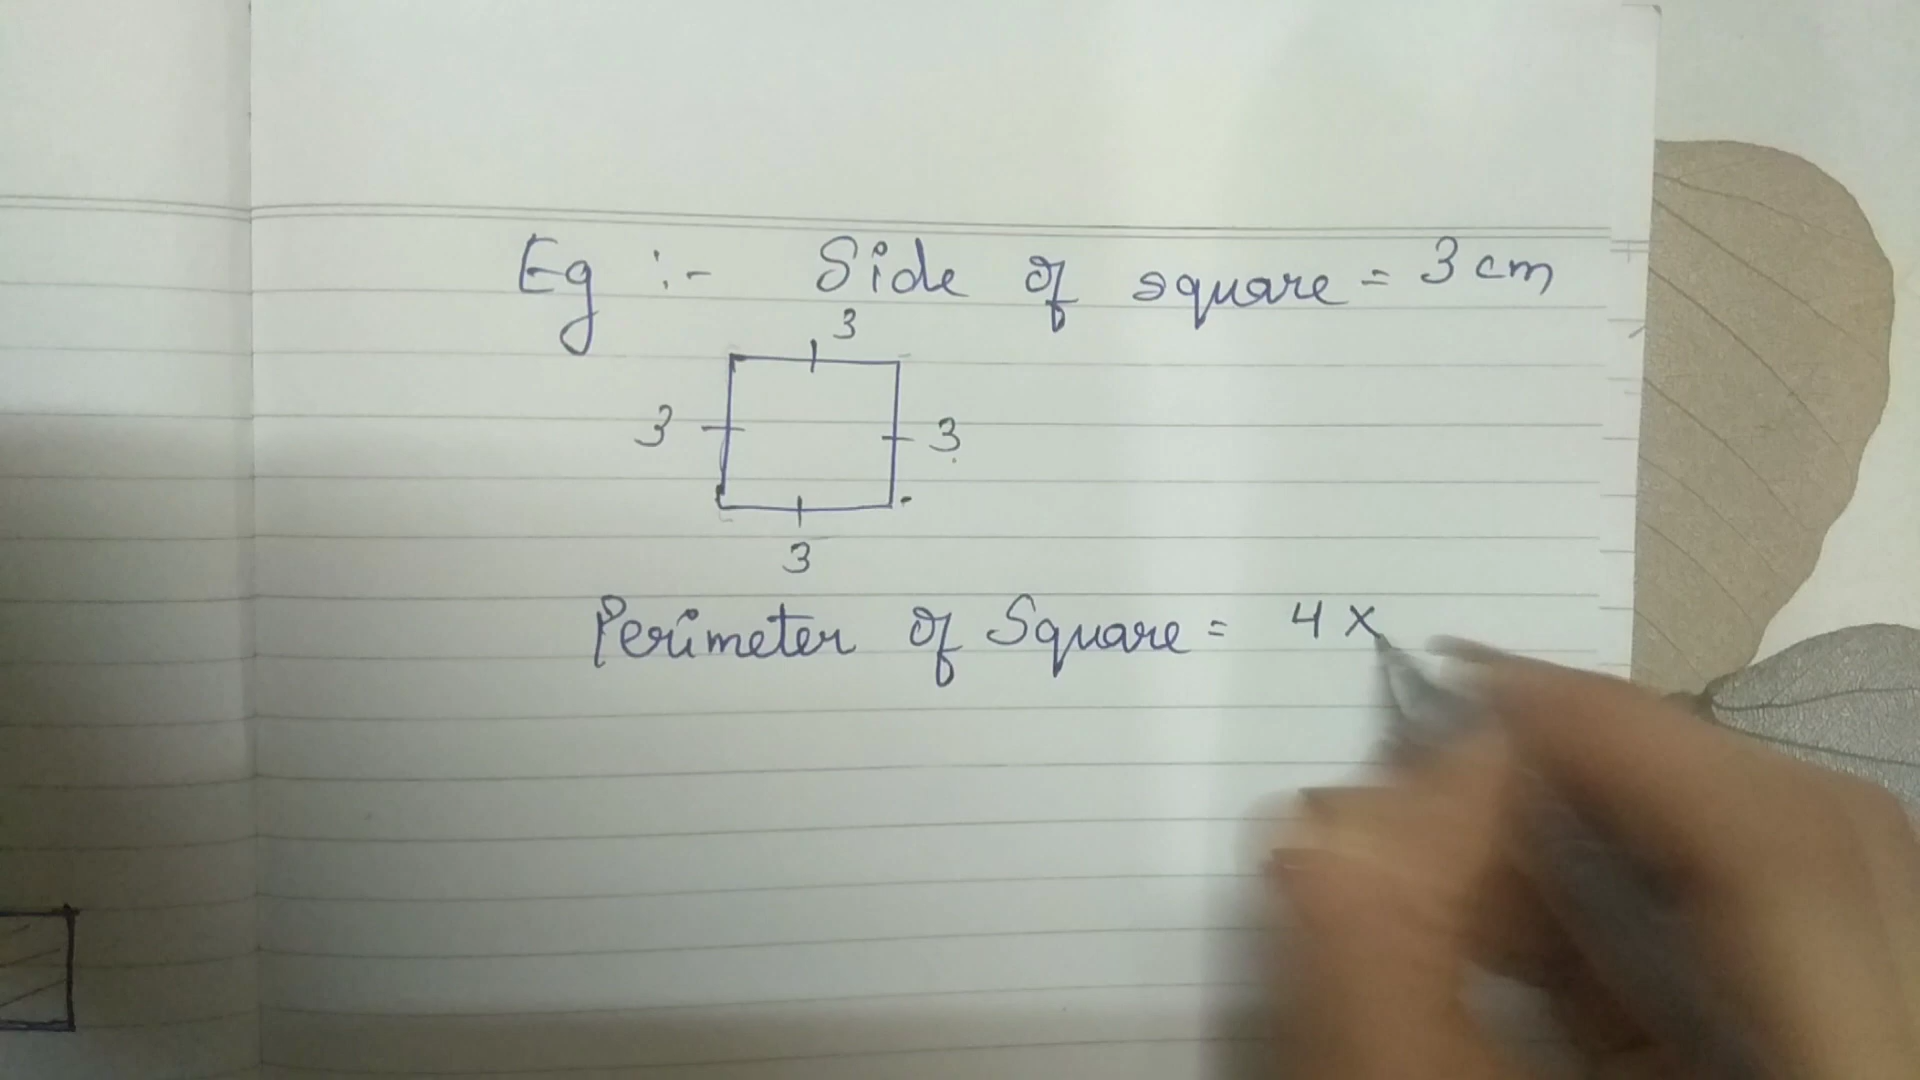 Eg :- Side of square = 3 cm
3
3 3
3
Perimeter of Square = 4 ×